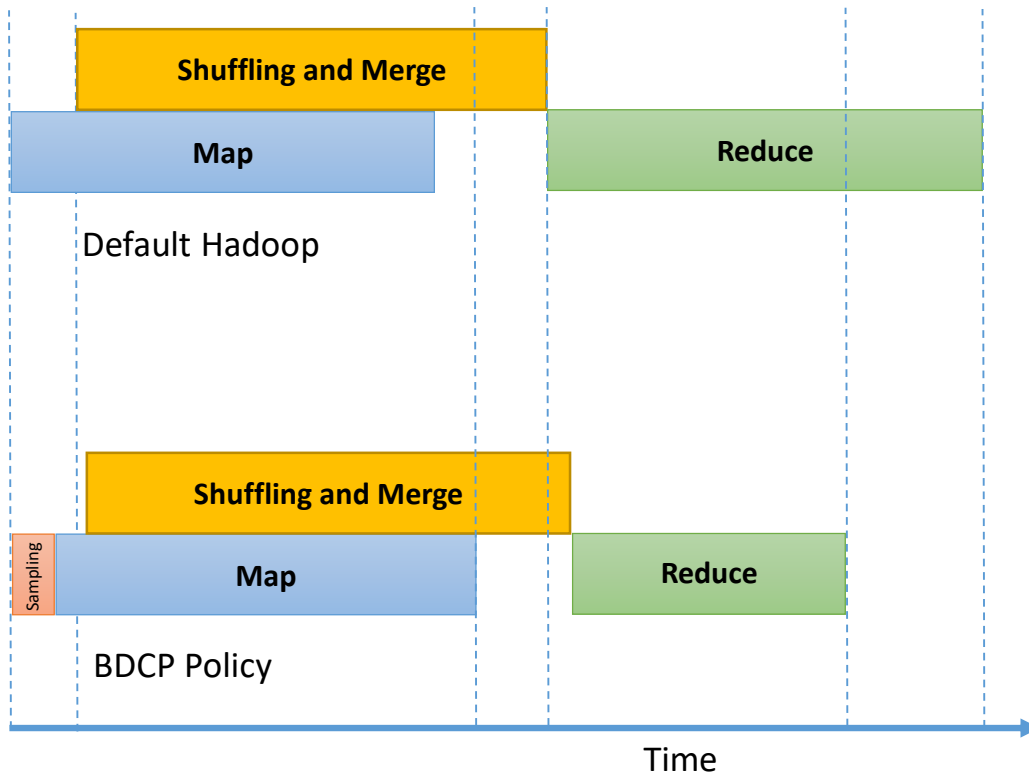 Shuffling and Merge
Map
Reduce
Default Hadoop
Shuffling and Merge
Sampling
Map
Reduce
BDCP Policy
Time